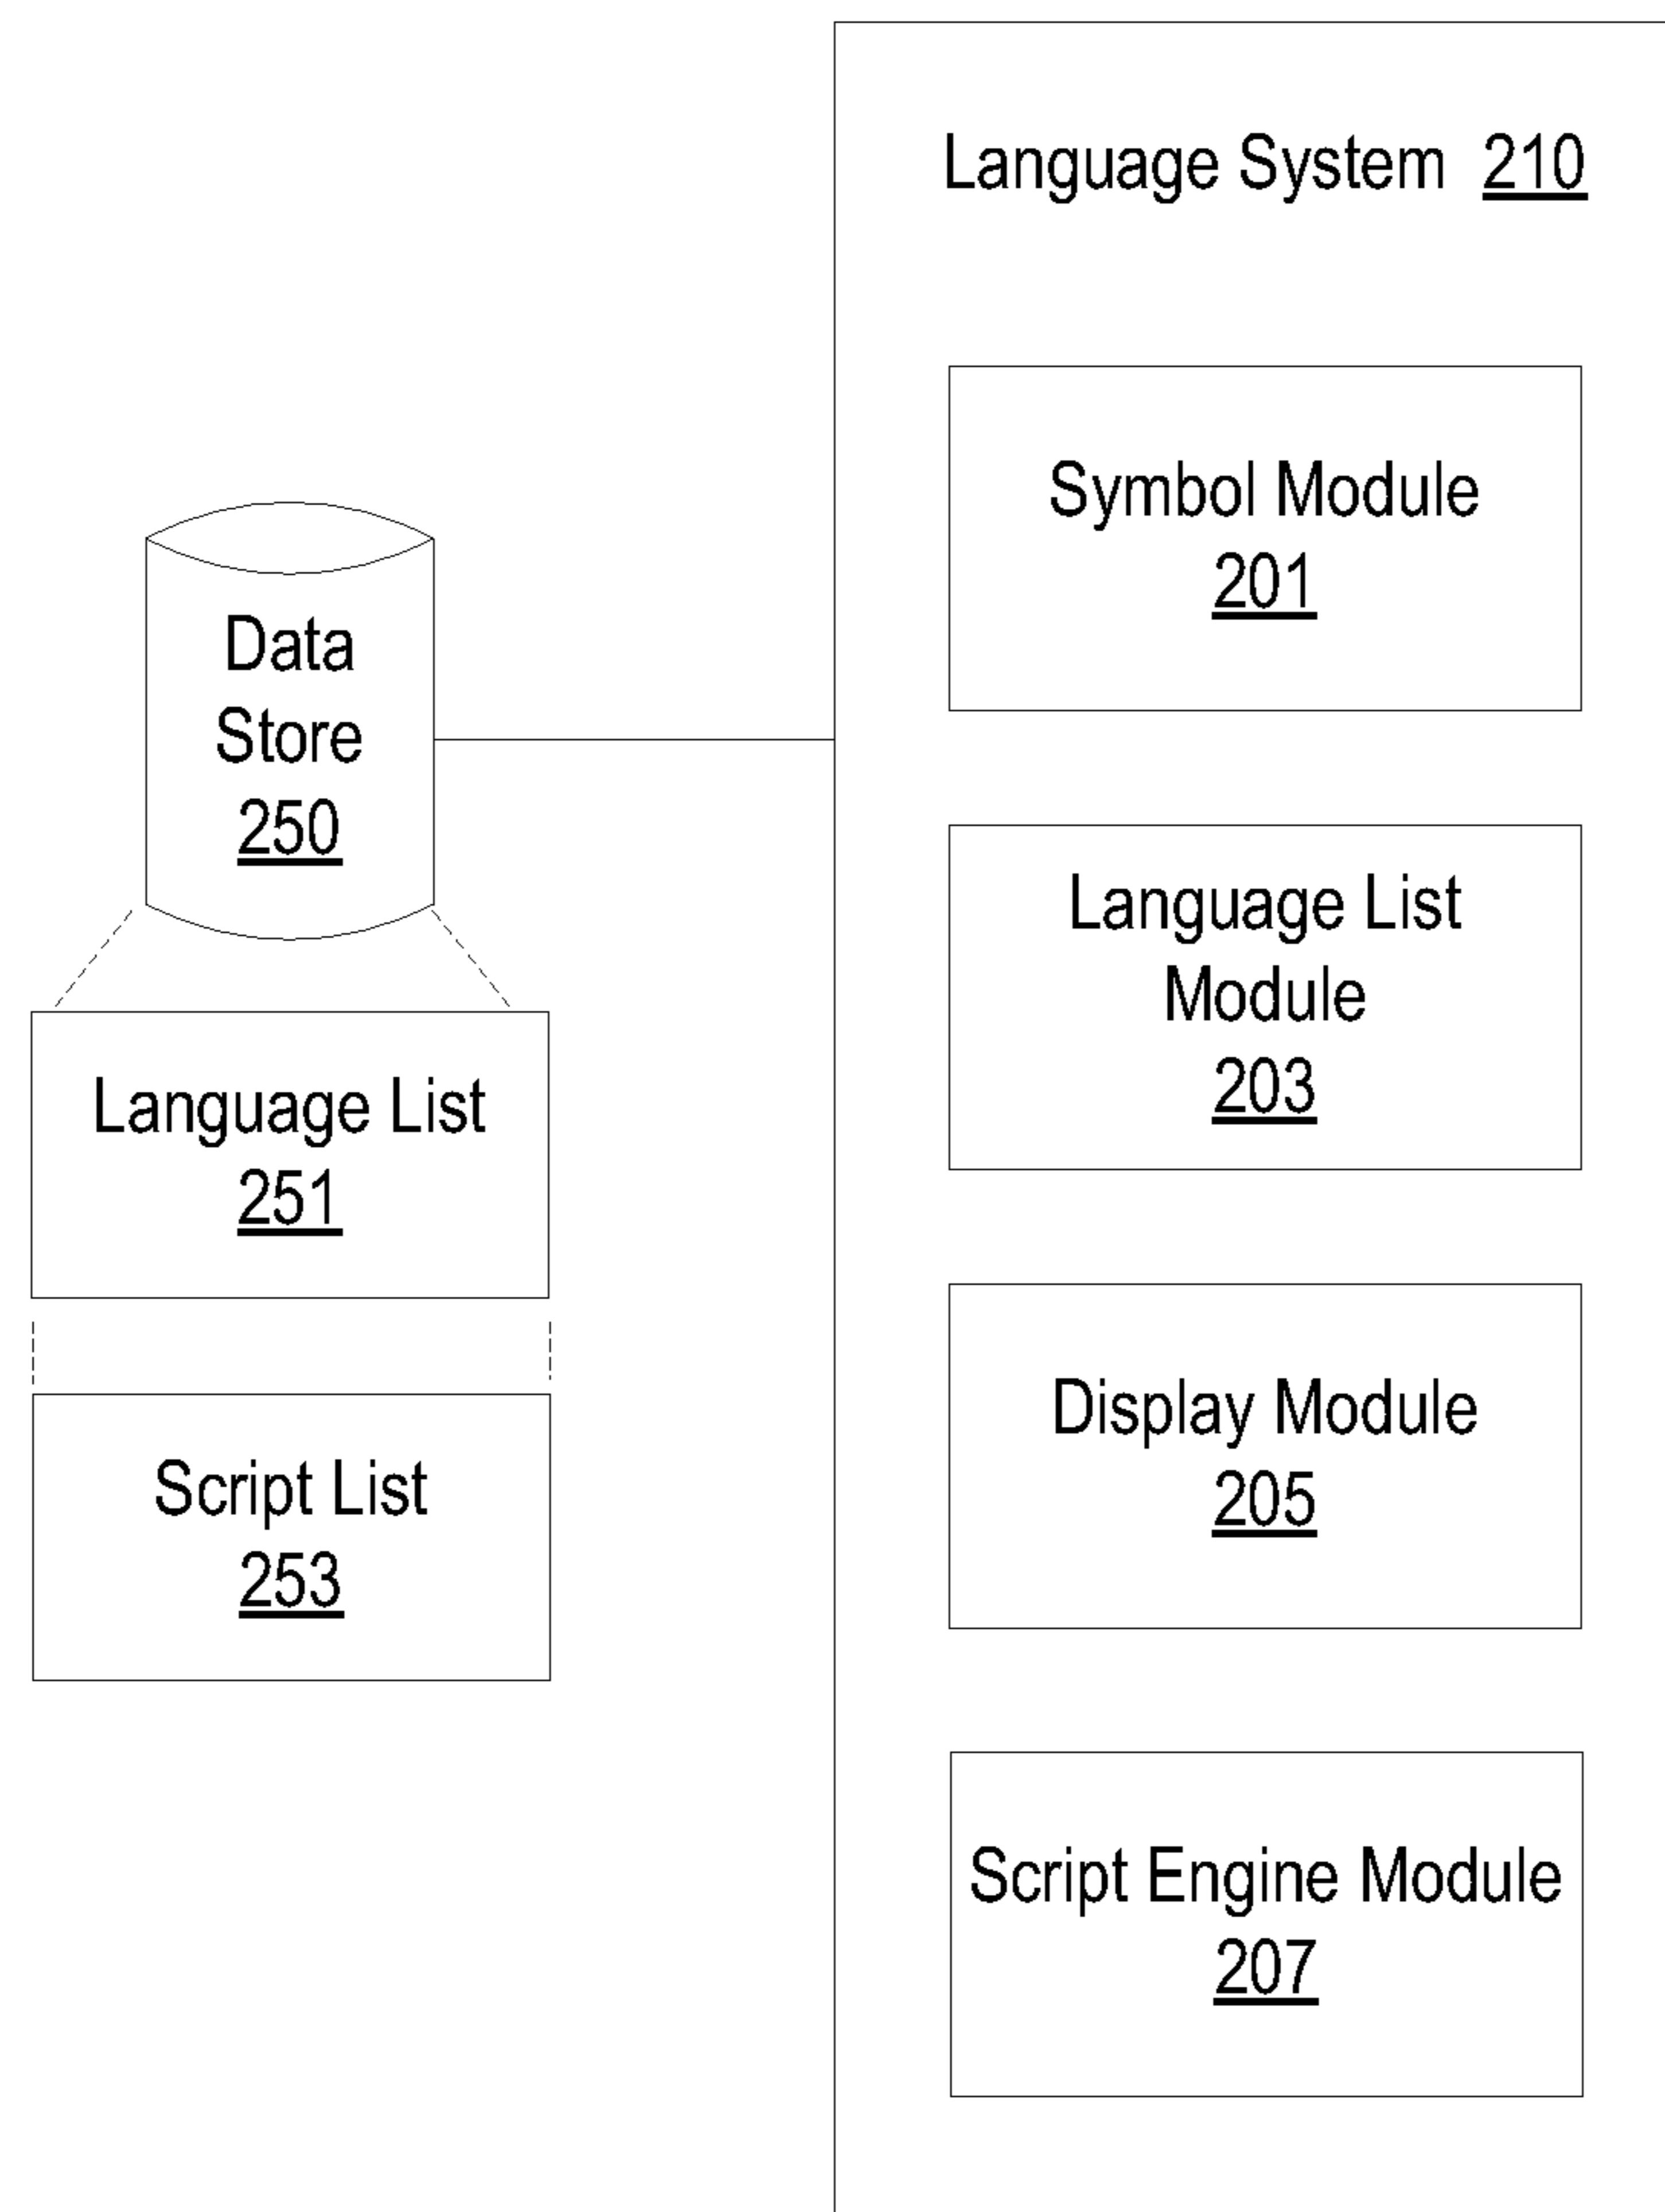 Language System 210
Symbol Module
201
Data
Store
250
Language List
Module
203
Language List
251
Display Module
205
Script List
253
Script Engine Module
207